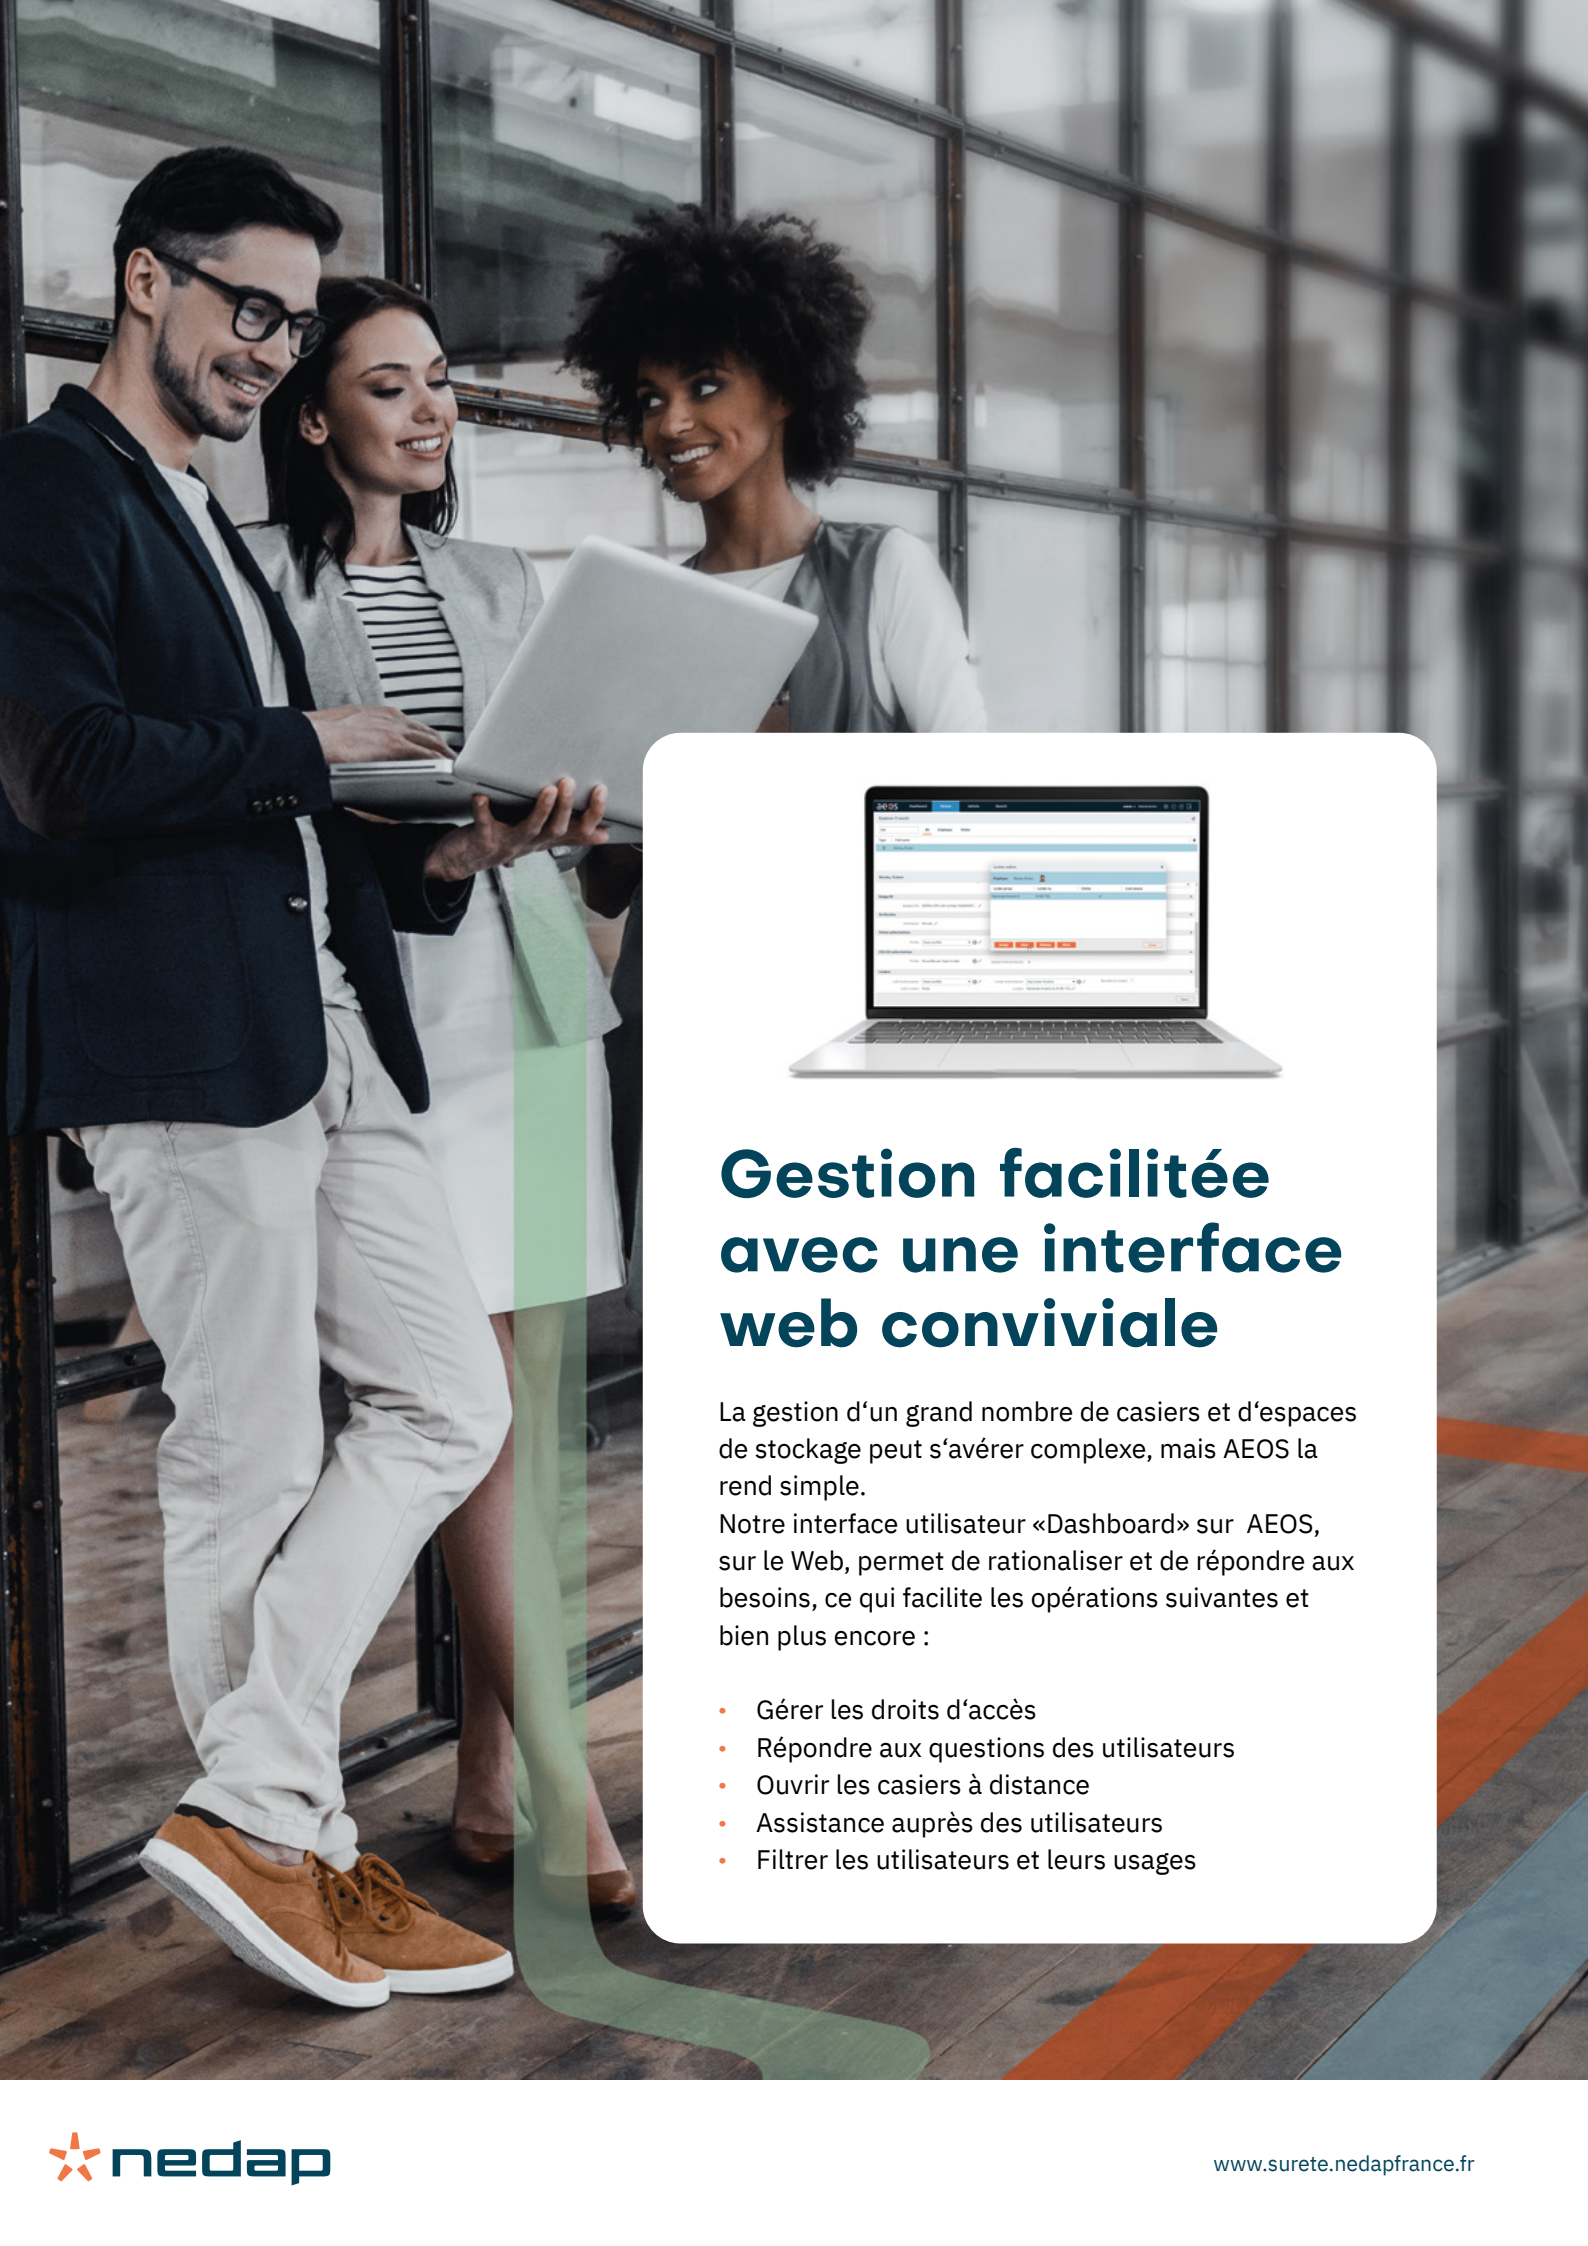 aeos
Gestion facilitée
avec une interface
web conviviale
La gestion d‘un grand nombre de casiers et d‘espaces
de stockage peut s‘avérer complexe, mais AEOS la
rend simple.
Notre interface utilisateur «Dashboard» sur  AEOS,
sur le Web, permet de rationaliser et de répondre aux
besoins, ce qui facilite les opérations suivantes et
bien plus encore :
• Gérer les droits d‘accès
• Répondre aux questions des utilisateurs
• Ouvrir les casiers à distance
• Assistance auprès des utilisateurs
• Filtrer les utilisateurs et leurs usages
nedap
www.surete.nedapfrance.fr